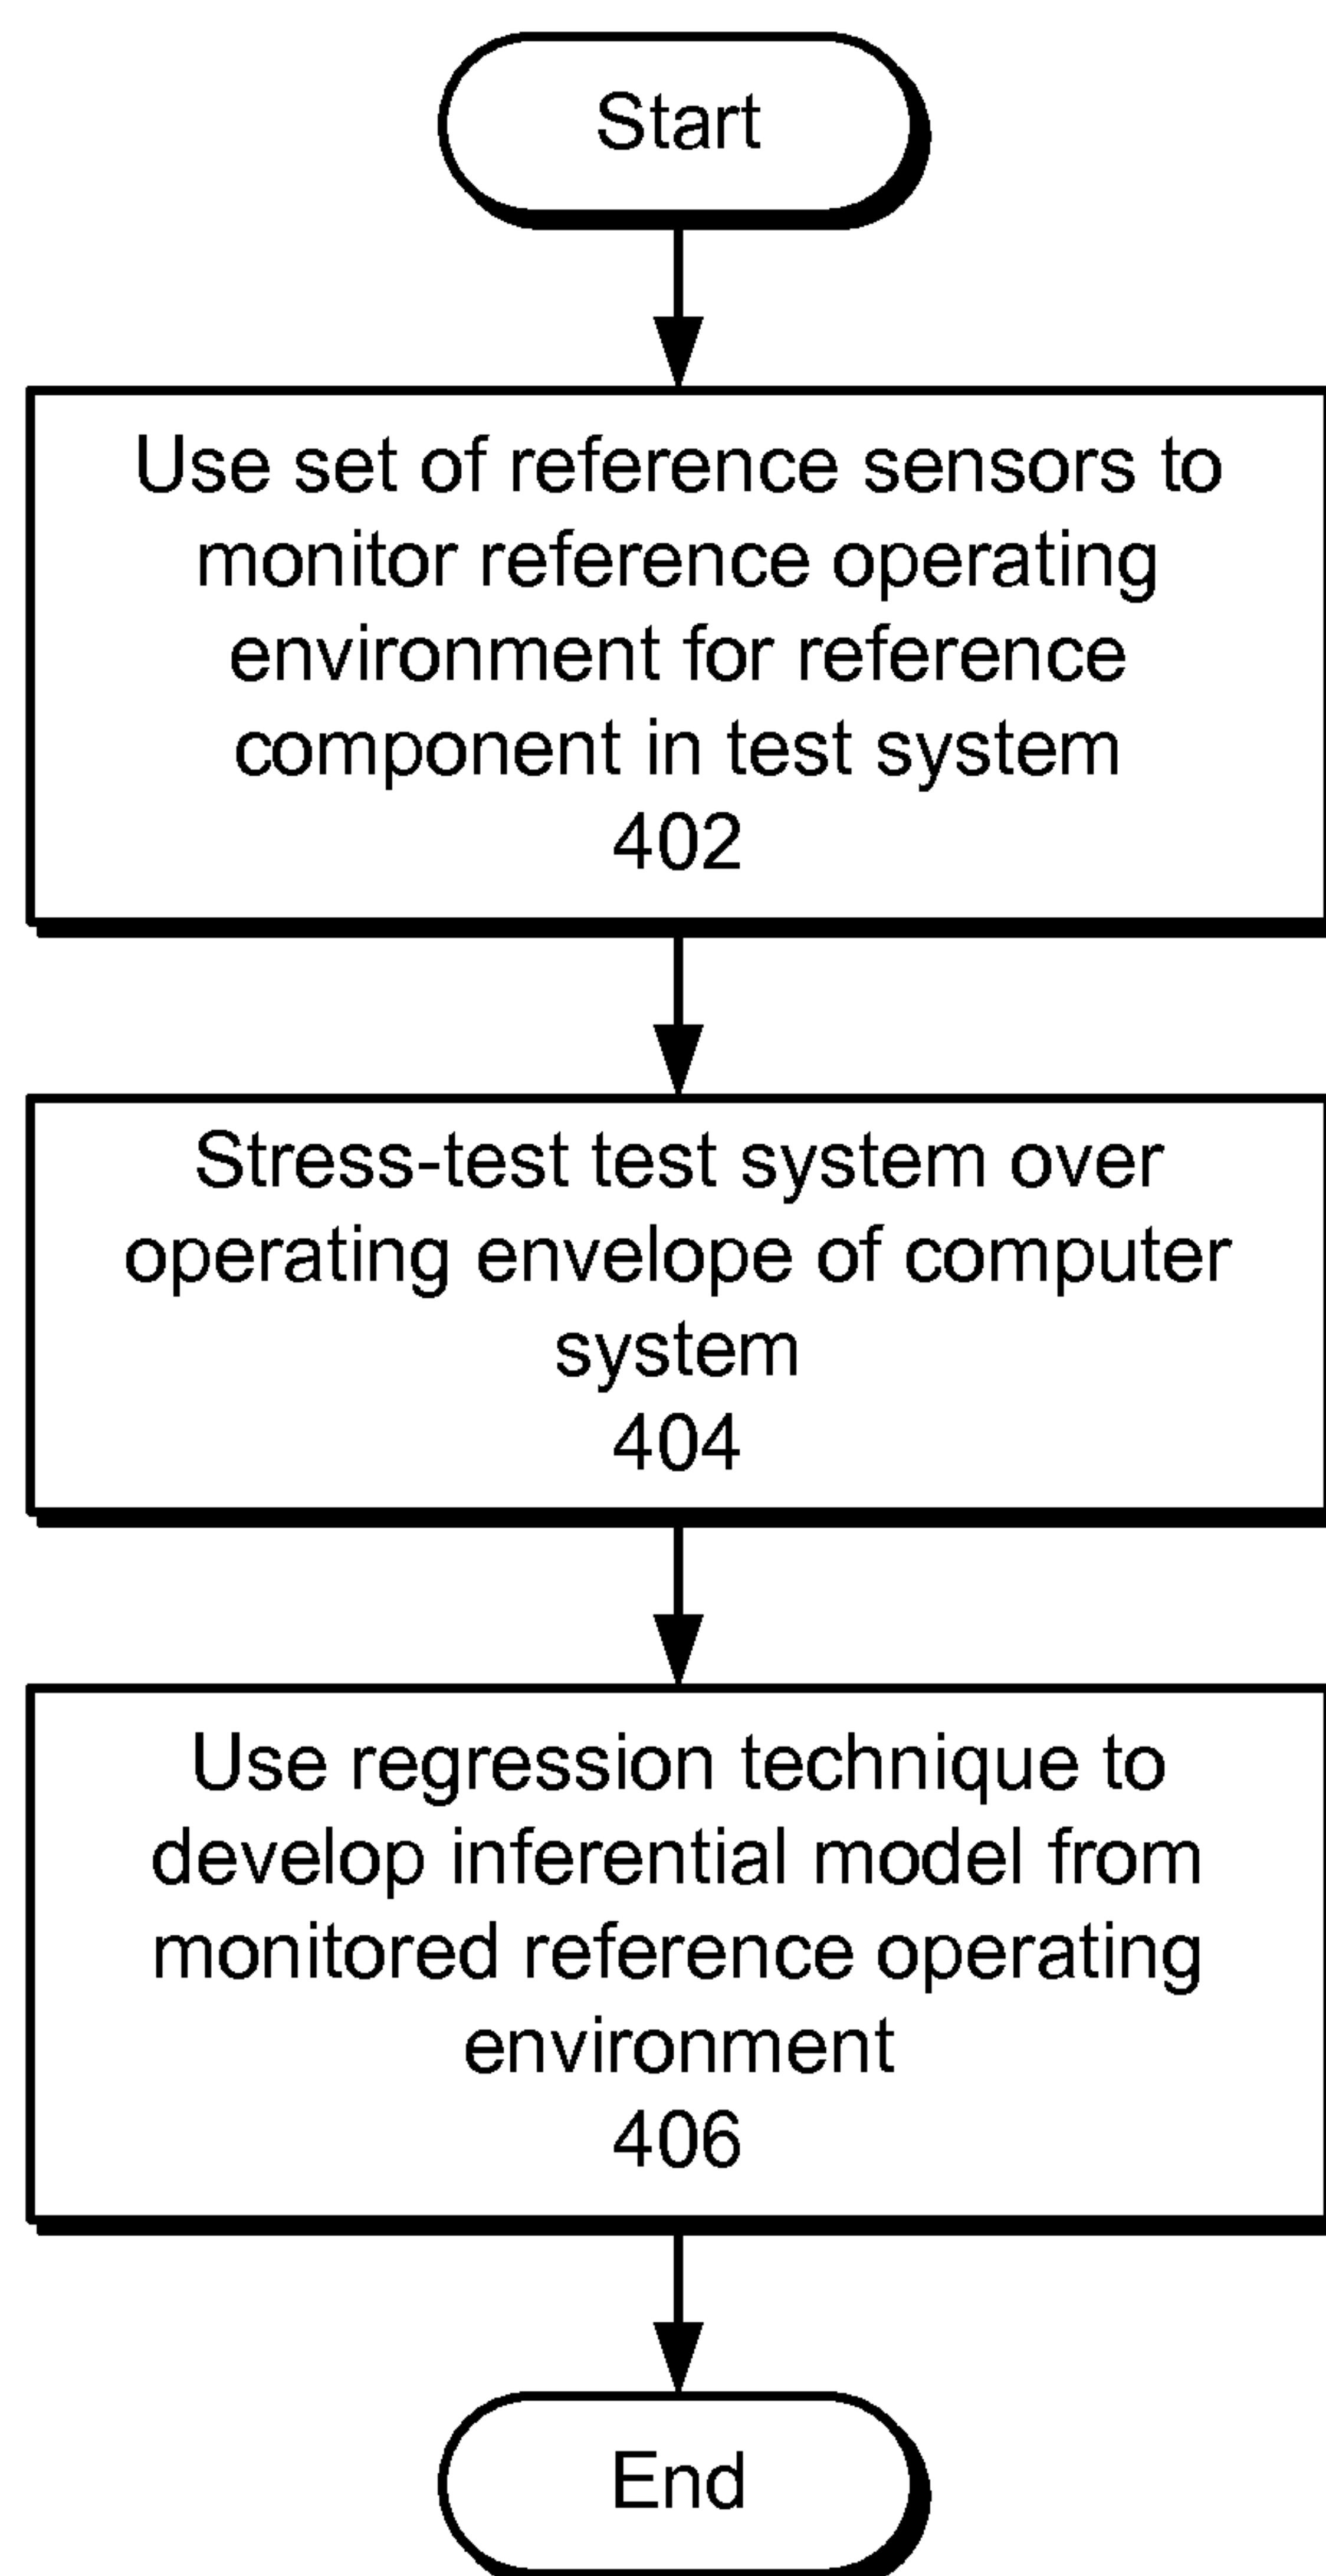 Start
Use set of reference sensors to
monitor reference operating
environment for reference
component in test system
402
Stress-test test system over
operating envelope of computer
system
404
Use regression technique to
develop inferential model from
monitored reference operating
environment
406
End